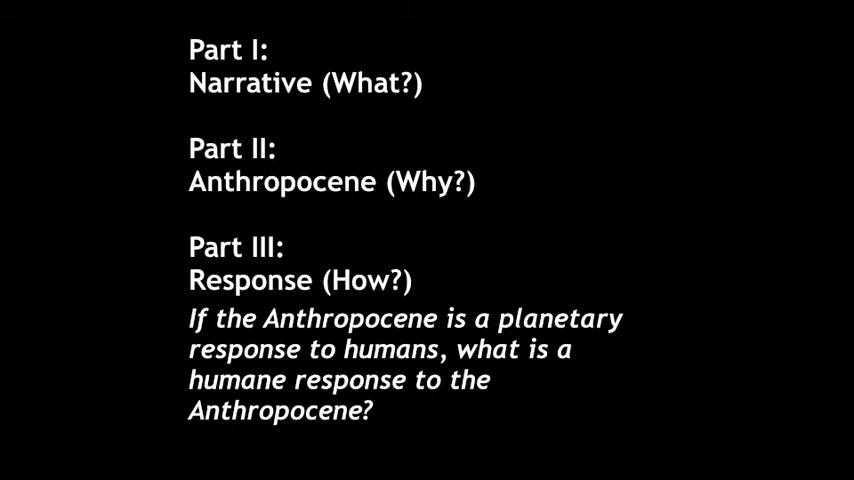 Part I:
Narrative (What?)
Part II:
Anthropocene (Why?)
Part III:
Response (How?)
If the Anthropocene is a planetary
response to humans, what is a
humane response to the
Anthropocene?